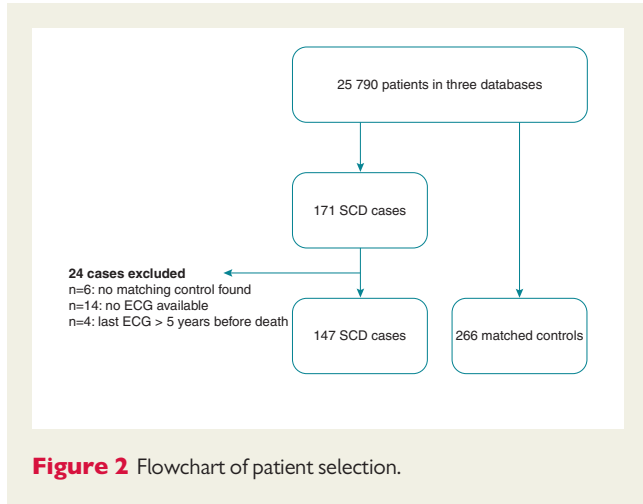 25 790 patients in three databases
171 SCD cases
24 cases excluded
n=6: no matching control found
n=14: no ECG available
n=4: last ECG > 5 years before death
147 SCD cases
266 matched controls
Figure 2 Flowchart of patient selection.